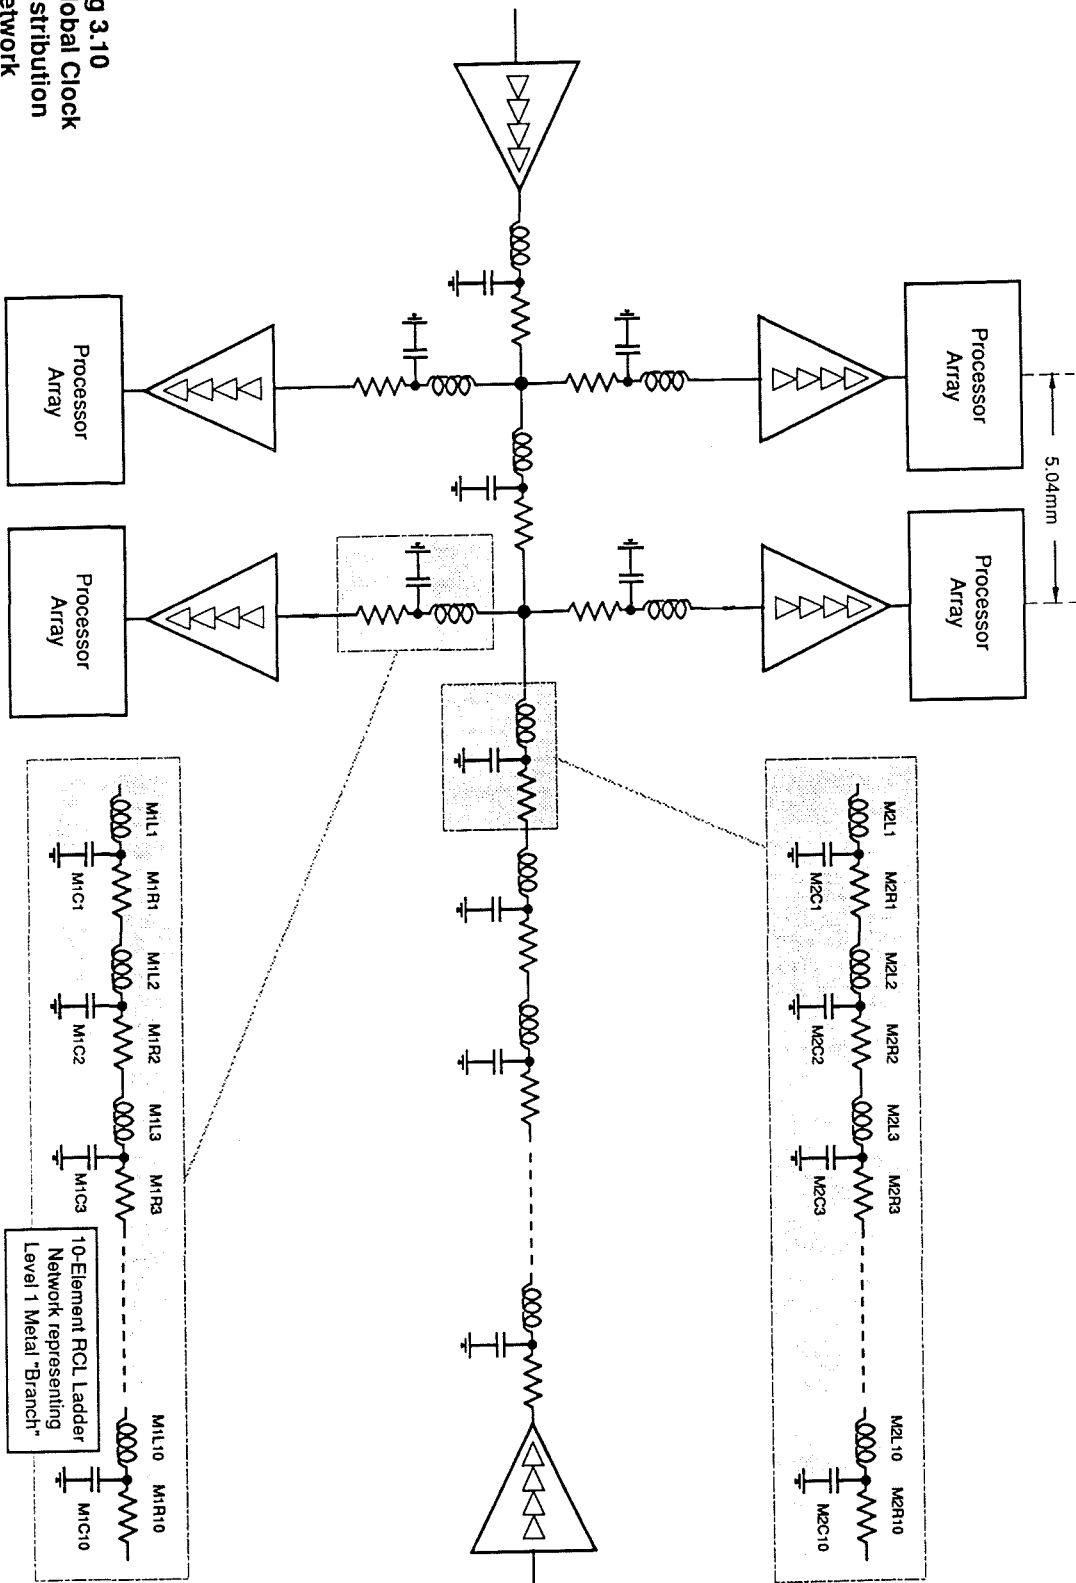 g 3.10
lobal Clock
stribution
etwork
Processor
Array
Processor
Array
5.04mm
Processor
Array
Processor
Array
M2L1
M2R1
M2L2
M2R2
M2L3
M2R3
M2L10
M2R10
M2C1
M2C2
M2C3
M2C10
M1L1
M1R1
M1L2
M1R2
M1L3
M1R3
M1L10
M1R10
M1C1
M1C2
M1C3
M1C10
10-Element RCL Ladder
Network representing
Level 1 Metal "Branch"